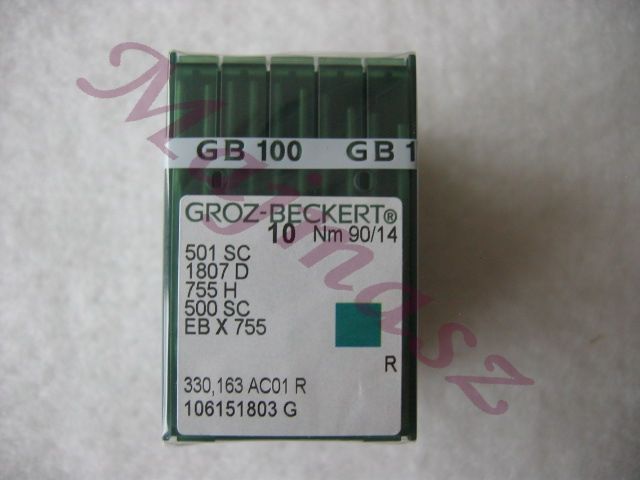 GB 100 GB 1
GROZ-BECKERT®
10 Nm 90/14
501 SC
1807 D
755 H
500 SC
EB X 755
R
330,163 AC01 R
106151803 G
Majmasz